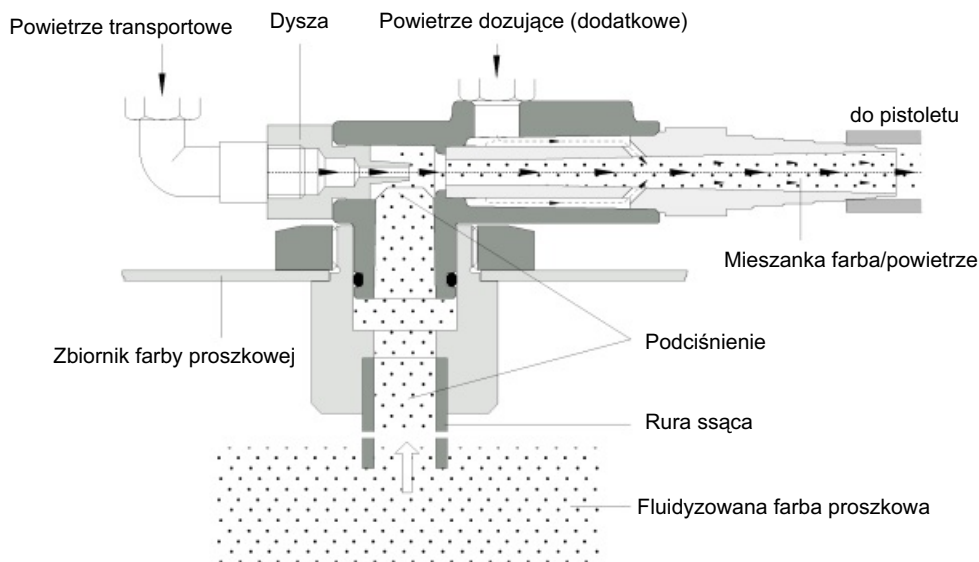 Powietrze transportowe
Dysza
Powietrze dozujące (dodatkowe)
do pistoletu
Mieszanka farba/powietrze
Zbiornik farby proszkowej
Podciśnienie
Rura ssąca
Fluidyzowana farba proszkowa